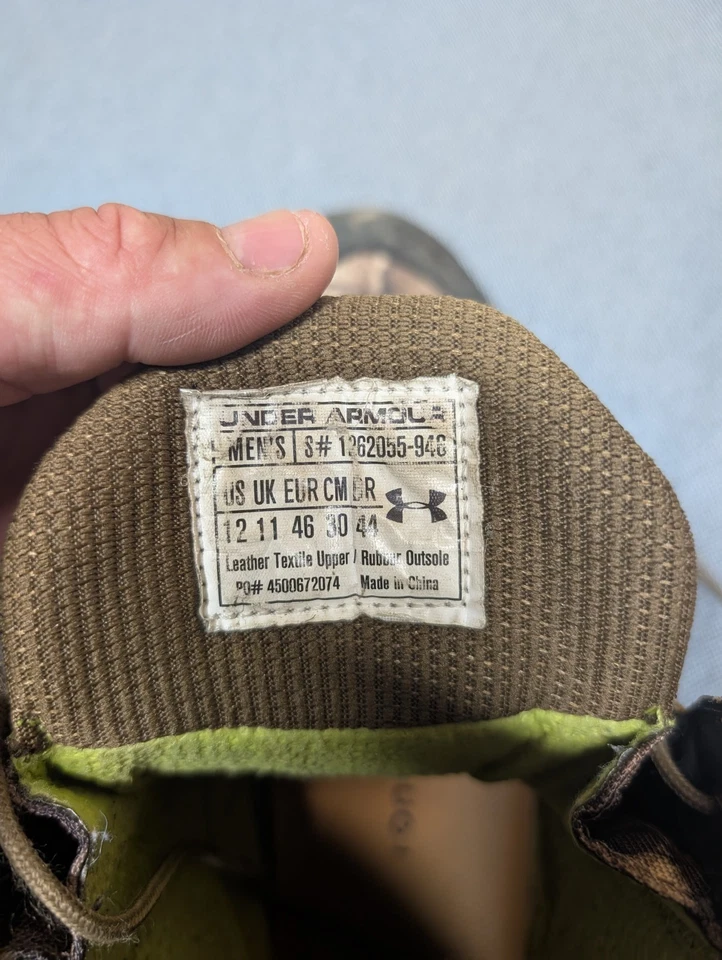 UNDER ARMOUR
MEN'S S# 1262055-946
US UK EUR CM BR
12 11 46 30 44
Leather Textile Upper / Rubber Outsole
PO# 4500672074 Made in China